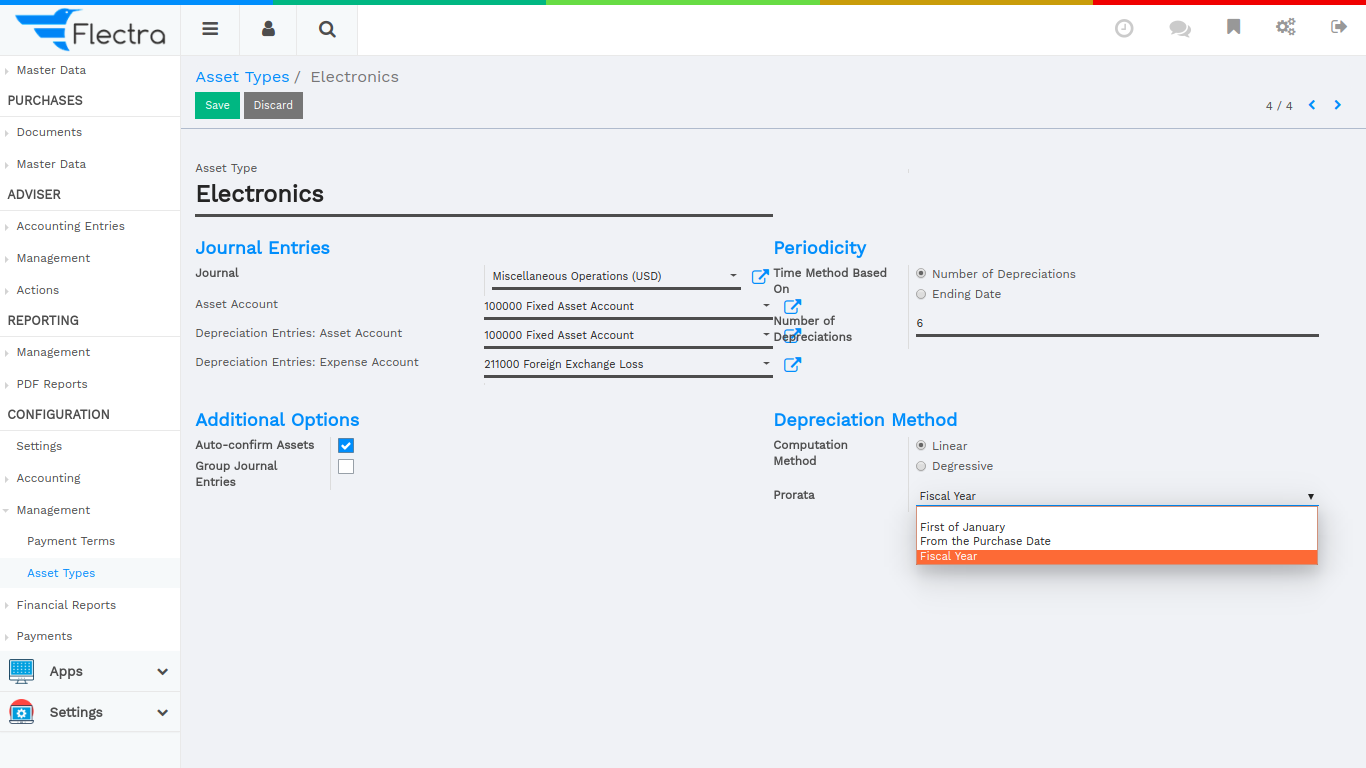 Flectra
Master Data
PURCHASES
Documents
Master Data
ADVISER
Accounting Entries
Management
Actions
REPORTING
Management
PDF Reports
CONFIGURATION
Settings
Accounting
Management
Payment Terms
Asset Types
Financial Reports
Payments
Apps
Settings
Asset Types / Electronics
Save Discard
4 / 4
Asset Type
Electronics
Journal Entries
Journal Miscellaneous Operations (USD)
Asset Account 100000 Fixed Asset Account
Depreciation Entries: Asset Account 100000 Fixed Asset Account
Depreciation Entries: Expense Account 211000 Foreign Exchange Loss
Periodicity
Time Method Based
On
Number of Depreciations
Ending Date
Number of
Depreciations
6
Additional Options
Auto-confirm Assets
Group Journal
Entries
Depreciation Method
Computation
Method
Linear
Degressive
Prorata Fiscal Year
First of January
From the Purchase Date
Fiscal Year